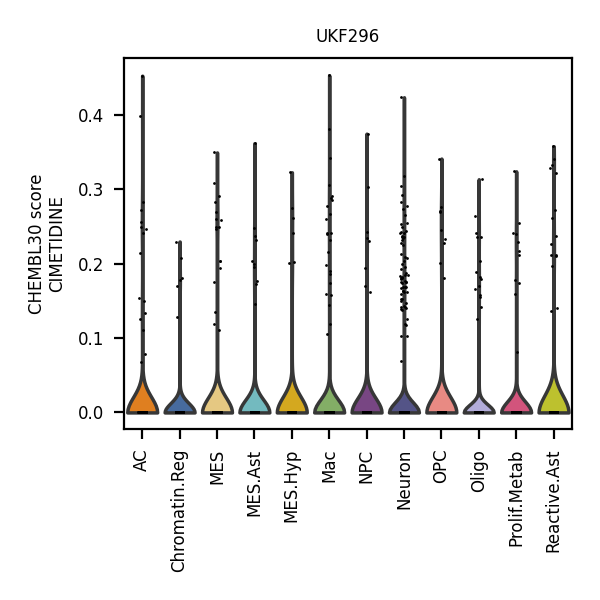 UKF296
CHEMBL30 score
CIMETIDINE
0.4
0.3
0.2
0.1
0.0
AC
Chromatin.Reg
MES
MES.Ast
MES.Hyp
Mac
NPC
Neuron
OPC
Oligo
Prolif.Metab
Reactive.Ast